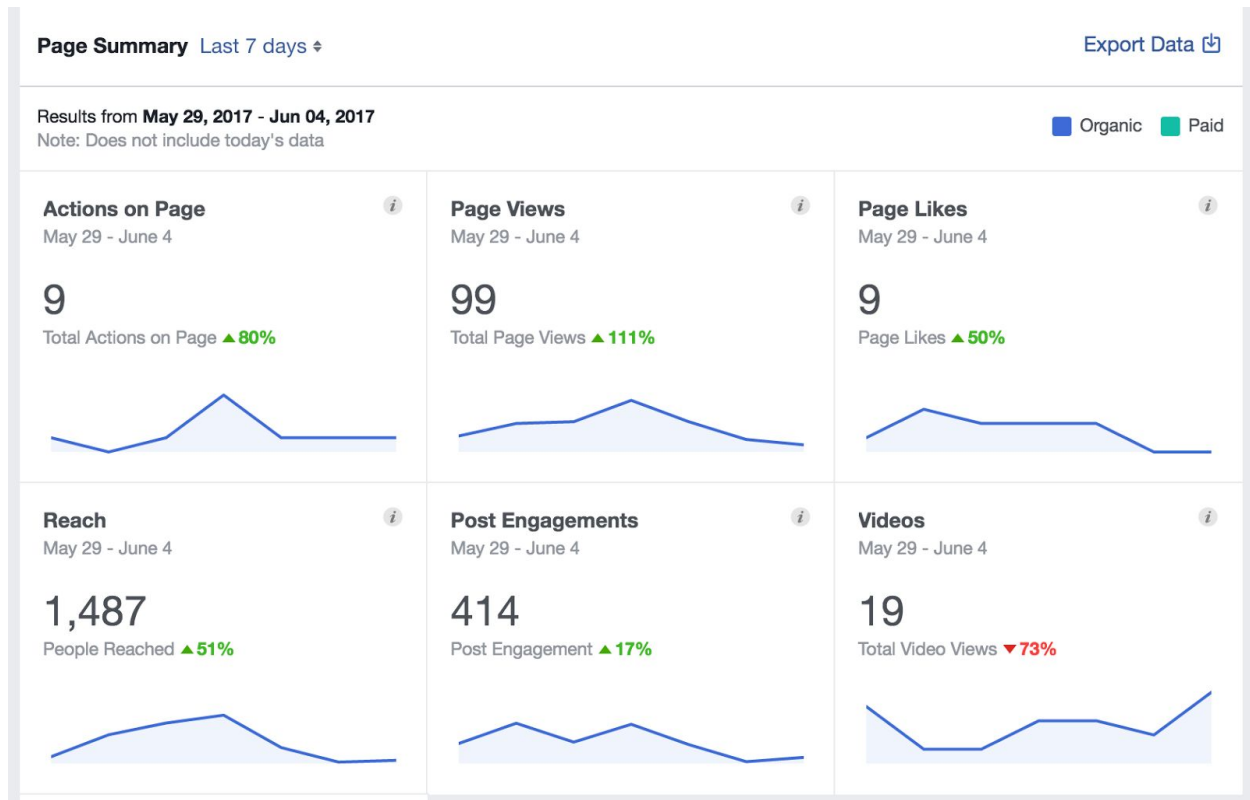 Page Summary Last 7 days
Export Data
Results from May 29, 2017 - Jun 04, 2017
Note: Does not include today's data
Organic Paid
Actions on Page
May 29 - June 4
9
Total Actions on Page 80%
Page Views
May 29 - June 4
99
Total Page Views 111%
Page Likes
May 29 - June 4
9
Page Likes 50%
Reach
May 29 - June 4
1,487
People Reached 51%
Post Engagements
May 29 - June 4
414
Post Engagement 17%
Videos
May 29 - June 4
19
Total Video Views 73%